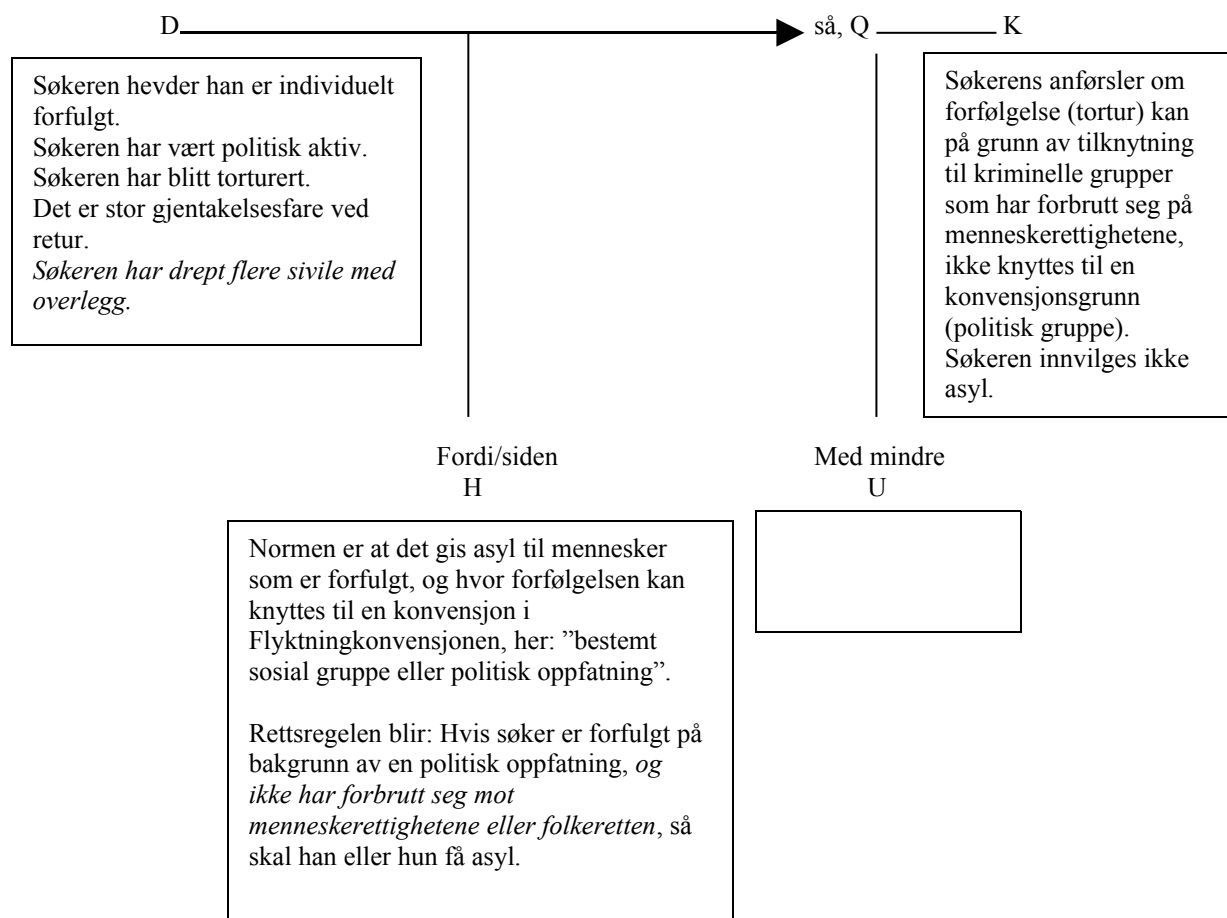 D så, Q K
Søkeren hevder han er individuelt
forfulgt.
Søkeren har vært politisk aktiv.
Søkeren har blitt torturert.
Det er stor gjentakelsesfare ved
retur.
Søkeren har drept flere sivile med
overlegg.
Søkerens anførsler om
forfølgelse (tortur) kan
på grunn av tilknytning
til kriminelle grupper
som har forbrutt seg på
menneskerettighetene,
ikke knyttes til en
konvensjonsgrunn
(politisk gruppe).
Søkeren innvilges ikke
asyl.
Fordi/siden
H
Med mindre
U
Normen er at det gis asyl til mennesker
som er forfulgt, og hvor forfølgelsen kan
knyttes til en konvensjon i
Flyktningkonvensjonen, her: ”bestemt
sosial gruppe eller politisk oppfatning”.
Rettsregelen blir: Hvis søker er forfulgt på
bakgrunn av en politisk oppfatning, og
ikke har forbrutt seg mot
menneskerettighetene eller folkeretten, så
skal han eller hun få asyl.